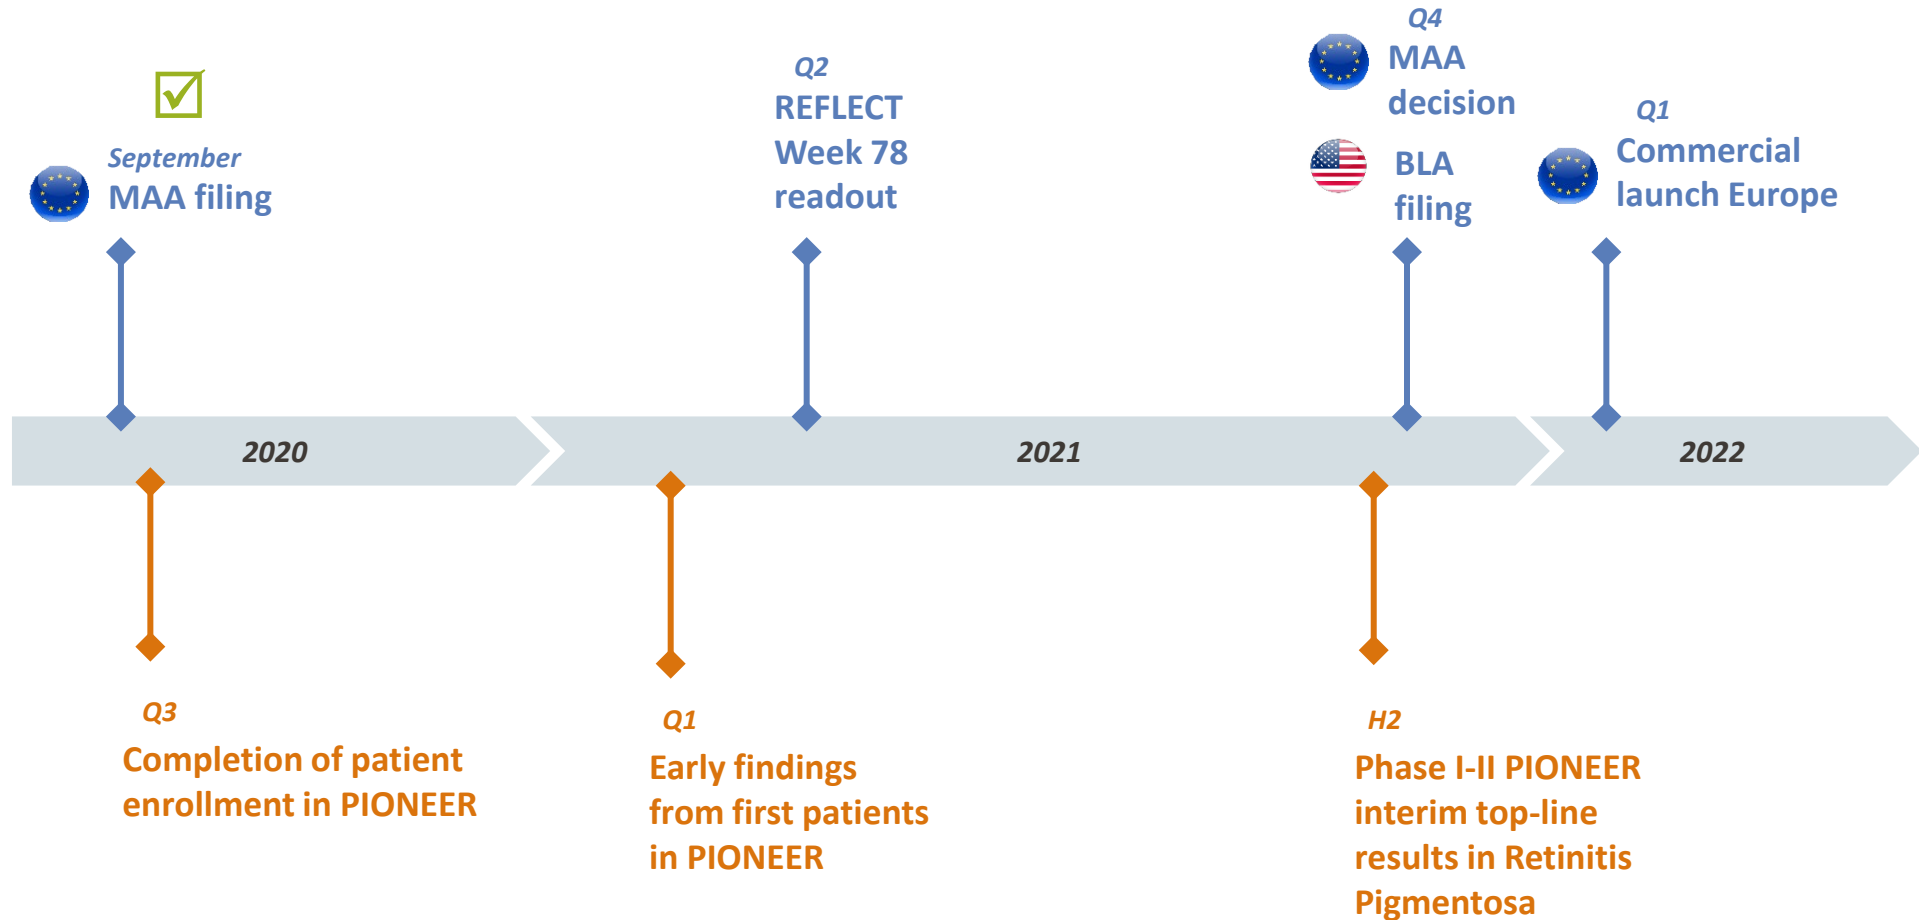 September
MAA filing
Q2
REFLECT
Week 78
readout
Q4
MAA
decision
BLA
filing
Q1
Commercial
launch Europe
2020
2021
2022
Q3
Completion of patient
enrollment in PIONEER
Q1
Early findings
from first patients
in PIONEER
H2
Phase I-II PIONEER
interim top-line
results in Retinitis
Pigmentosa